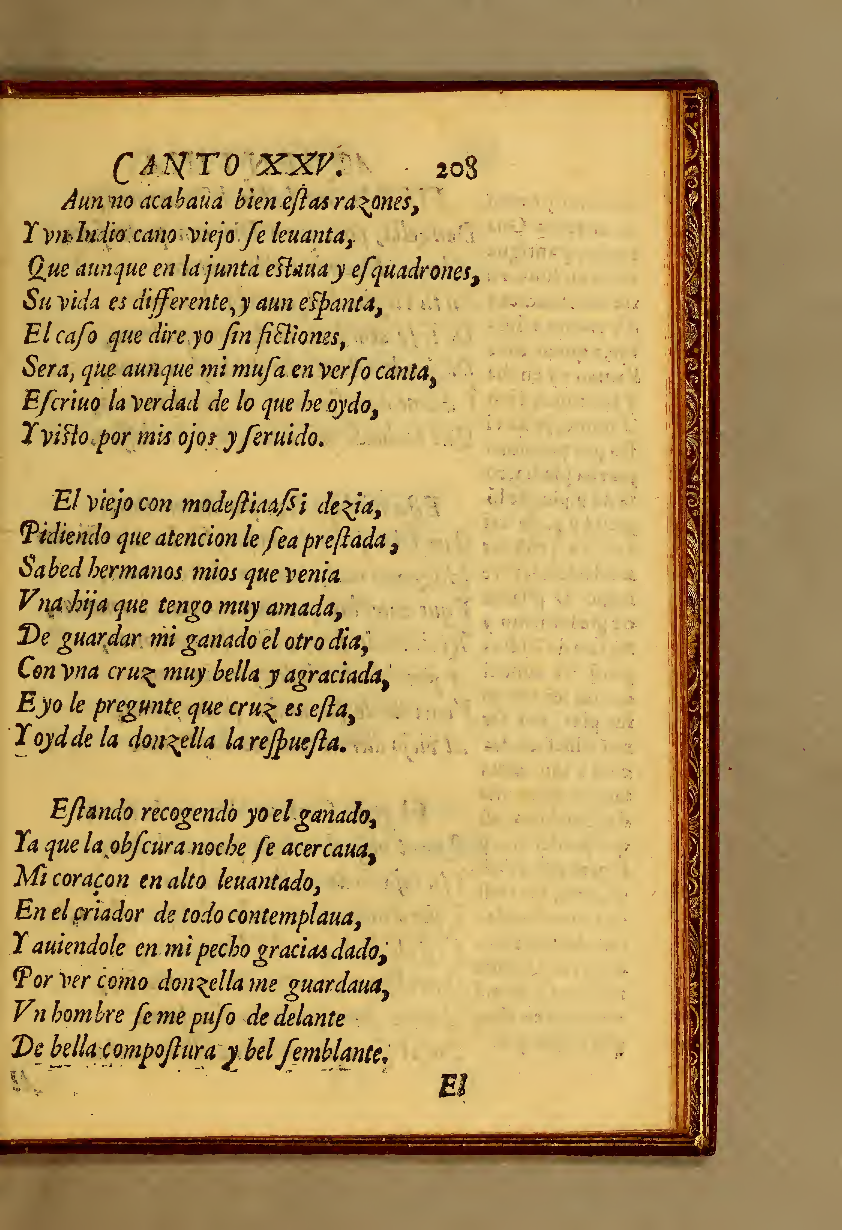 CANTO XXV. 208
Aun no acabaua bien eſtas razones,
Y vn Indio cano viejo ſe leuanta,
Que aunque en la junta eſtaua y eſquadrones,
Su vida es differente, y aun eſpanta,
El caſo que dire yo ſin fictiones,
Sera, que aunque mi muſa en verſo canta,
Eſcriuo la verdad de lo que he oydo,
Y viſto por mis ojos y ſeruido.
El viejo con modeſtia aſsi dezia,
Pidiendo que atencion le ſea preſtada,
Sabed hermanos mios que venia
Vna hija que tengo muy amada,
De guardar mi ganado el otro dia,
Con vna cruz muy bella y agraciada,
E yo le pregunte que cruz es eſta,
Y oyd de la donzella la reſpueſta.
Eſtando recogendo yo el ganado,
Ya que la obſcura noche ſe acercaua,
Mi coraçon en alto leuantado,
En el criador de todo contemplaua,
Y auiendole en mi pecho gracias dado,
Por ver como donzella me guardaua,
Vn hombre ſe me puſo de delante
De bella compoſtura y bel ſemblante.
El